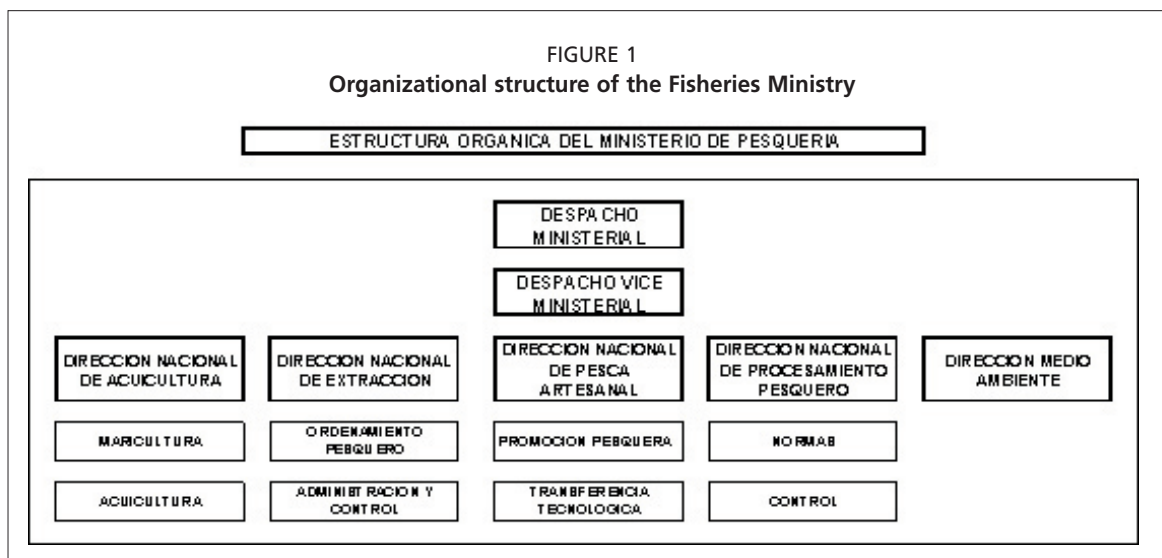 FIGURE 1
Organizational structure of the Fisheries Ministry
ESTRUCTURA ORGANICA DEL MINISTERIO DE PESQUERIA
DESPACHO
MINISTERIAL
DESPACHO VICE
MINISTERIAL
DIRECCION NACIONAL
DE ACUICULTURA
DIRECCION NACIONAL
DE EXTRACCION
DIRECCION NACIONAL
DE PESCA
ARTESANAL
DIRECCION NACIONAL
DE PROCESAMIENTO
PESQUERO
DIRECCION MEDIO
AMBIENTE
MARICULTURA
ORDENAMIENTO
PESQUERO
PROMOCION PESQUERA
NORMAS
ACUICULTURA
ADMINISTRACION Y
CONTROL
TRANSFERENCIA
TECNOLOGICA
CONTROL